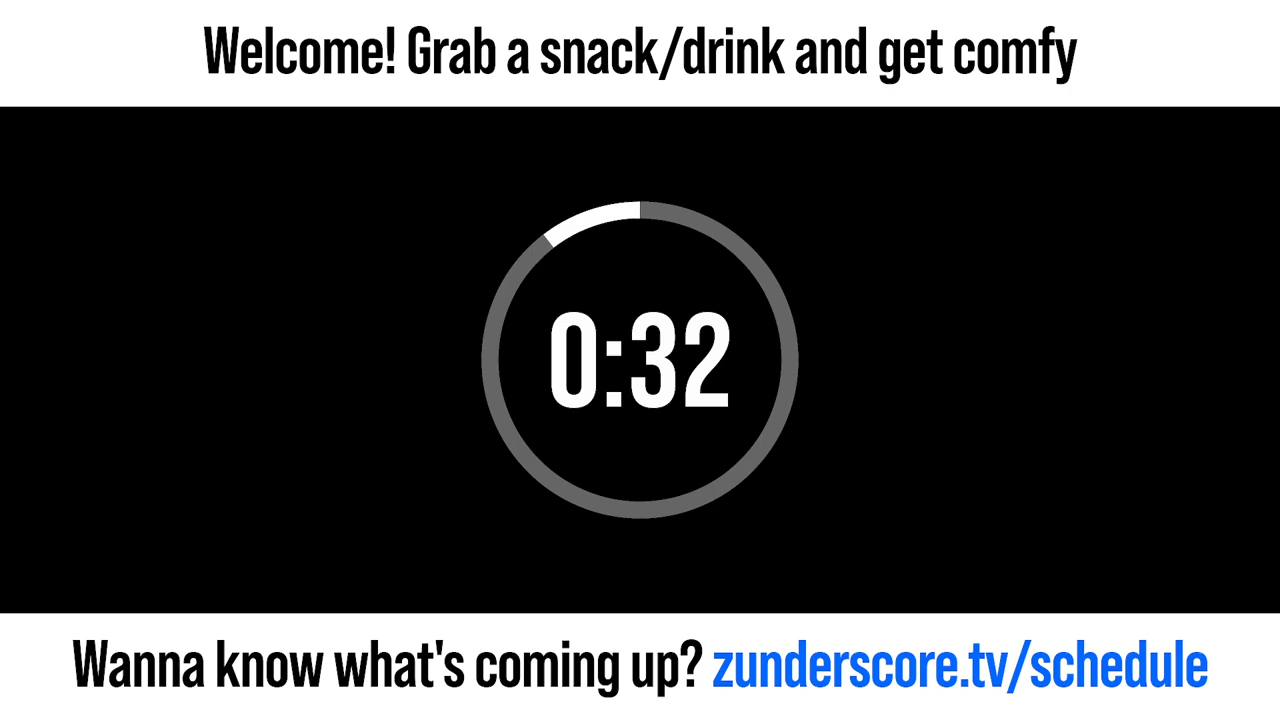 Welcome! Grab a snack/drink and get comfy
0:32
Wanna know what's coming up? zunderscore.tv/schedule